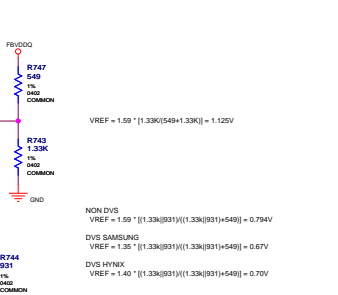 FBVDDQ
R747
549
1%
0402
COMMON
VREF = 1.59 * [1.33K/(549+1.33K)] = 1.125V
R743
1.33K
1%
0402
COMMON
GND
NON DVS
VREF = 1.59 * [(1.33k||931)/((1.33k||931)+549)] = 0.794V
DVS SAMSUNG
VREF = 1.35 * [(1.33k||931)/((1.33k||931)+549)] = 0.67V
DVS HYNIX
VREF = 1.40 * [(1.33k||931)/((1.33k||931)+549)] = 0.70V
R744
931
1%
0402
COMMON